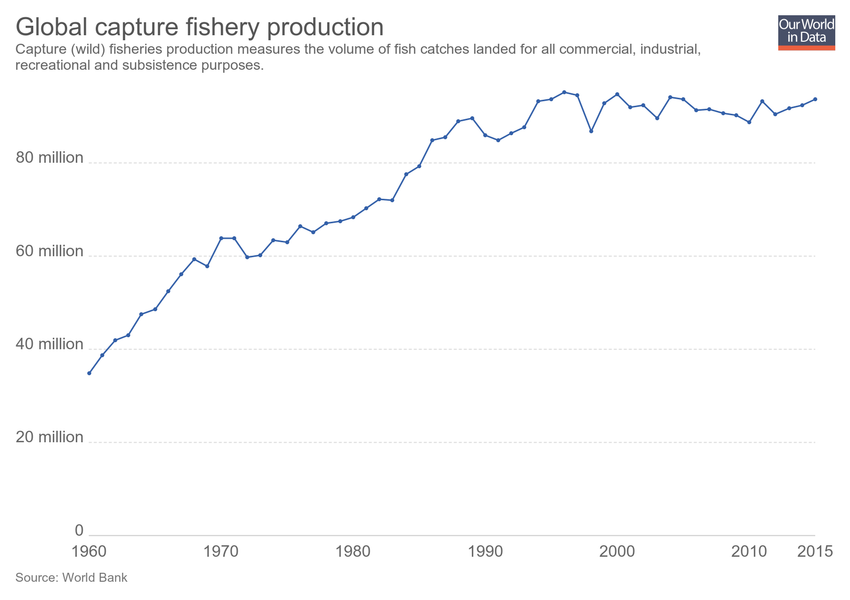 Global capture fishery production
Capture (wild) fisheries production measures the volume of fish catches landed for all commercial, industrial,
recreational and subsistence purposes.
Our World
in Data
80 million
60 million
40 million
20 million
0
1960
1970
1980
1990
2000
2010
2015
Source: World Bank